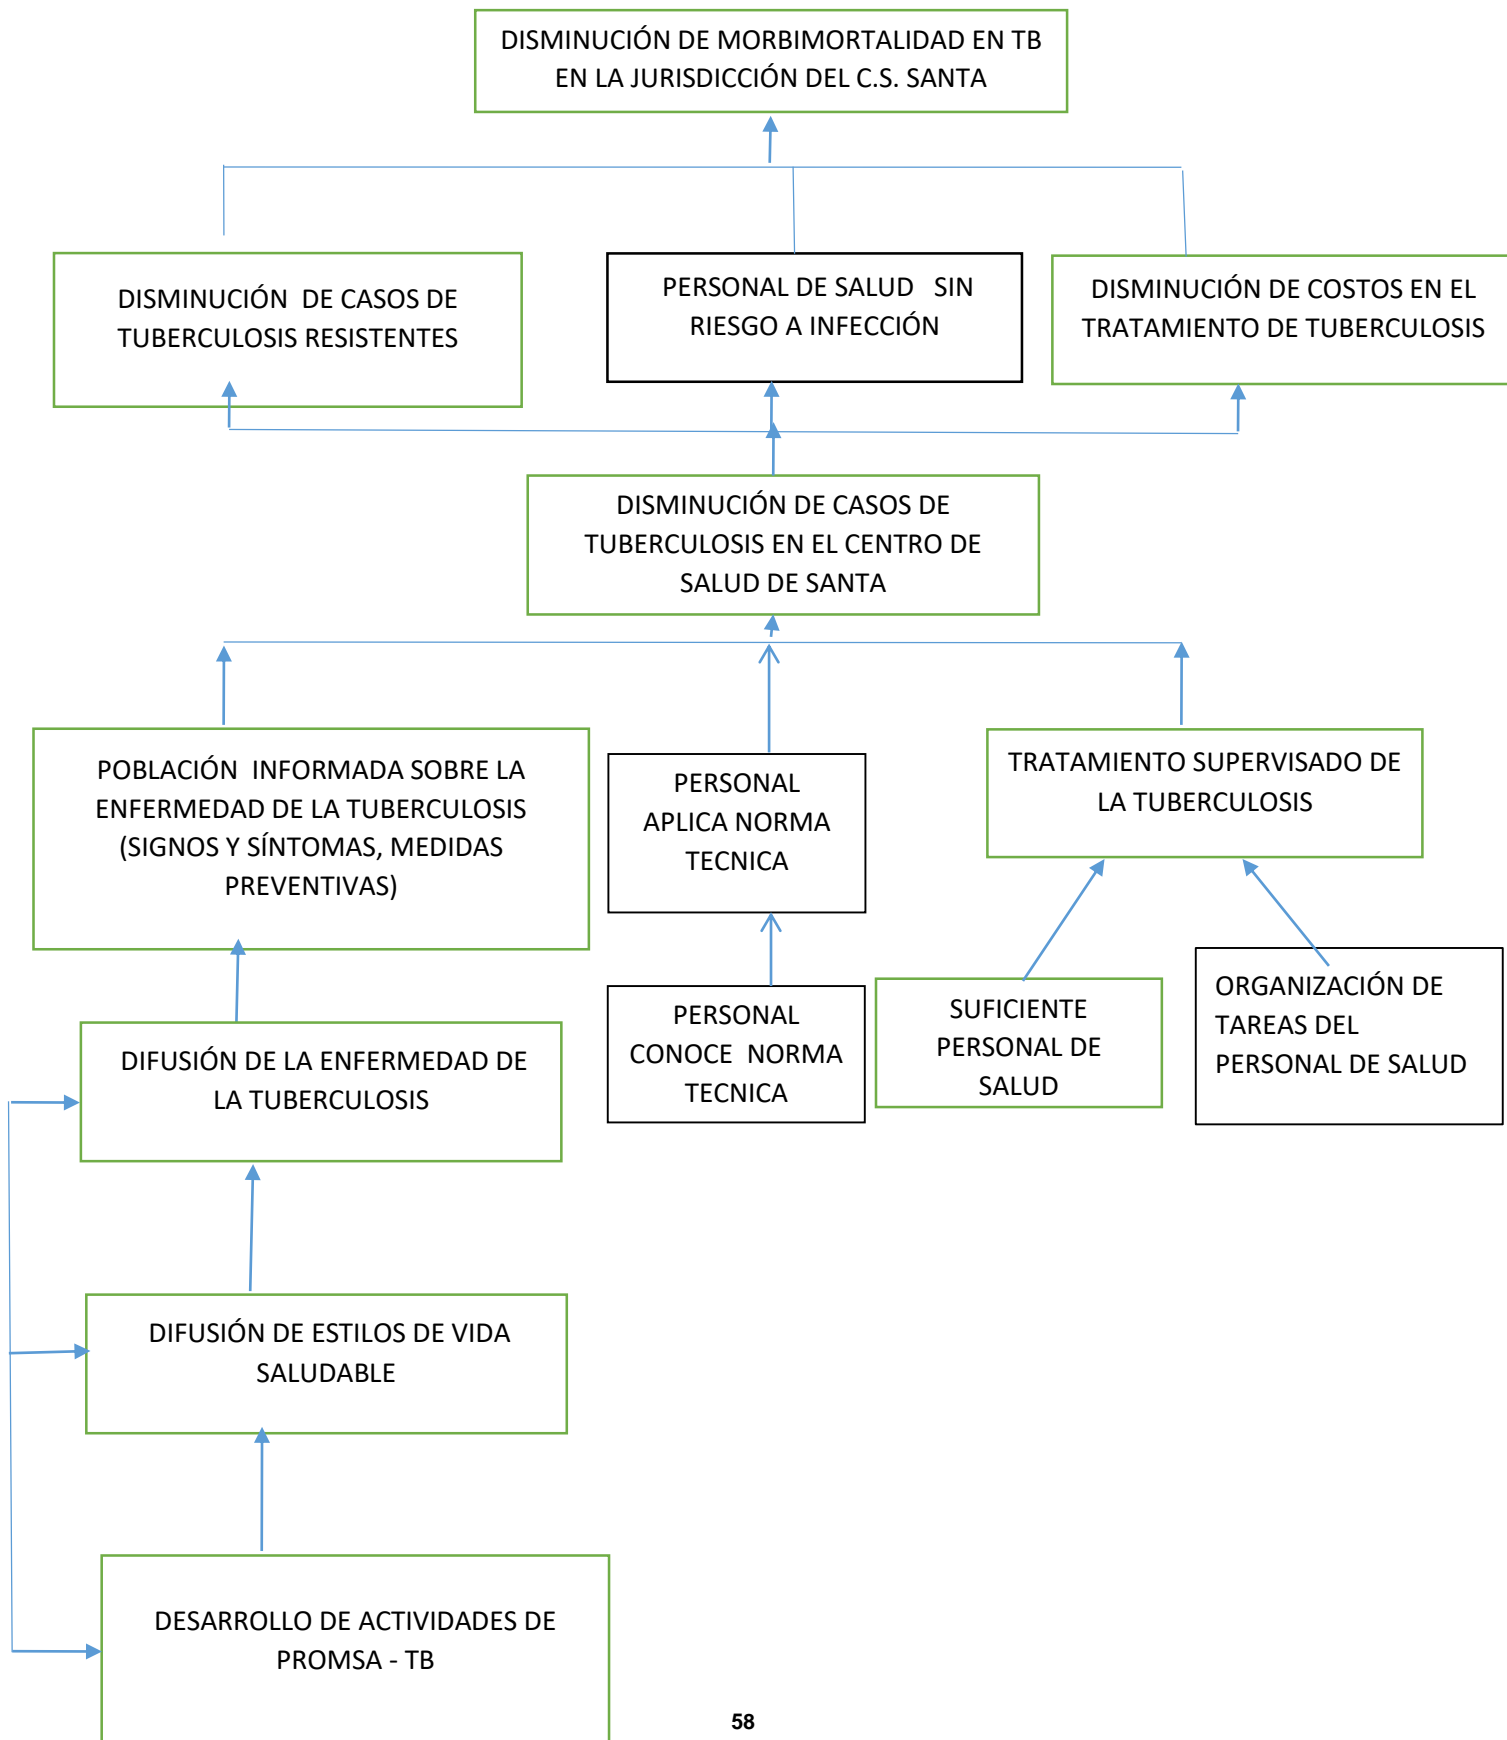 DISMINUCIÓN DE MORBIMORTALIDAD EN TB
EN LA JURISDICCIÓN DEL C.S. SANTA
DISMINUCIÓN DE CASOS DE
TUBERCULOSIS RESISTENTES
PERSONAL DE SALUD SIN
RIESGO A INFECCIÓN
DISMINUCIÓN DE COSTOS EN EL
TRATAMIENTO DE TUBERCULOSIS
DISMINUCIÓN DE CASOS DE
TUBERCULOSIS EN EL CENTRO DE
SALUD DE SANTA
POBLACIÓN INFORMADA SOBRE LA
ENFERMEDAD DE LA TUBERCULOSIS
(SIGNOS Y SÍNTOMAS, MEDIDAS
PREVENTIVAS)
PERSONAL
APLICA NORMA
TECNICA
TRATAMIENTO SUPERVISADO DE
LA TUBERCULOSIS
DIFUSIÓN DE LA ENFERMEDAD DE
LA TUBERCULOSIS
PERSONAL
CONOCE NORMA
TECNICA
SUFICIENTE
PERSONAL DE
SALUD
ORGANIZACIÓN DE
TAREAS DEL
PERSONAL DE SALUD
DIFUSIÓN DE ESTILOS DE VIDA
SALUDABLE
DESARROLLO DE ACTIVIDADES DE
PROMSA - TB
58